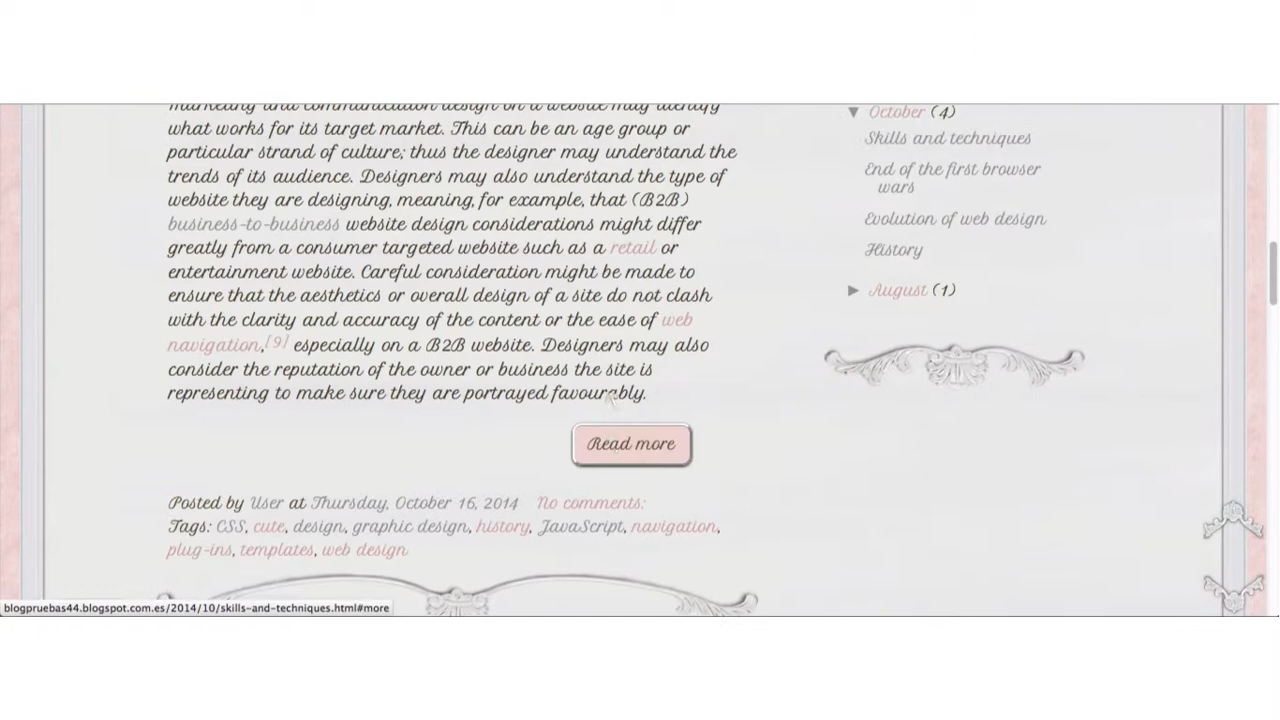 marketing and communication design on a website may identify
what works for its target market. This can be an age group or
particular strand of culture; thus the designer may understand the
trends of its audience. Designers may also understand the type of
website they are designing, meaning, for example, that (B2B)
business-to-business website design considerations might differ
greatly from a consumer targeted website such as a retail or
entertainment website. Careful consideration might be made to
ensure that the aesthetics or overall design of a site do not clash
with the clarity and accuracy of the content or the ease of web
navigation,[9] especially on a B2B website. Designers may also
consider the reputation of the owner or business the site is
representing to make sure they are portrayed favourably.
Read more
Posted by User at Thursday, October 16, 2014 No comments:
Tags: CSS, cute, design, graphic design, history, JavaScript, navigation,
plug-ins, templates, web design
▼ October (4)
Skills and techniques
End of the first browser
wars
Evolution of web design
History
► August (1)
blogpruebas44.blogspot.com.es/2014/10/skills-and-techniques.html#more